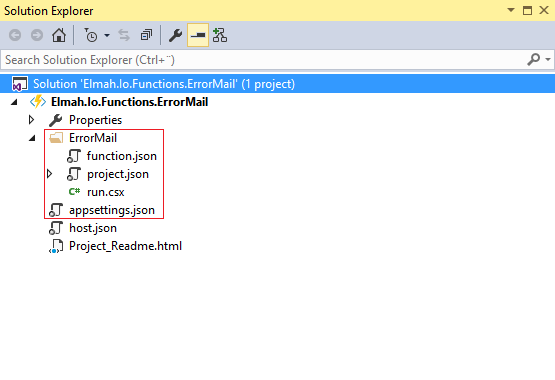 Solution Explorer
Search Solution Explorer (Ctrl+¨)
Solution 'Elmah.Io.Functions.ErrorMail' (1 project)
Elmah.Io.Functions.ErrorMail
Properties
ErrorMail
function.json
project.json
C# run.csx
appsettings.json
host.json
Project_Readme.html